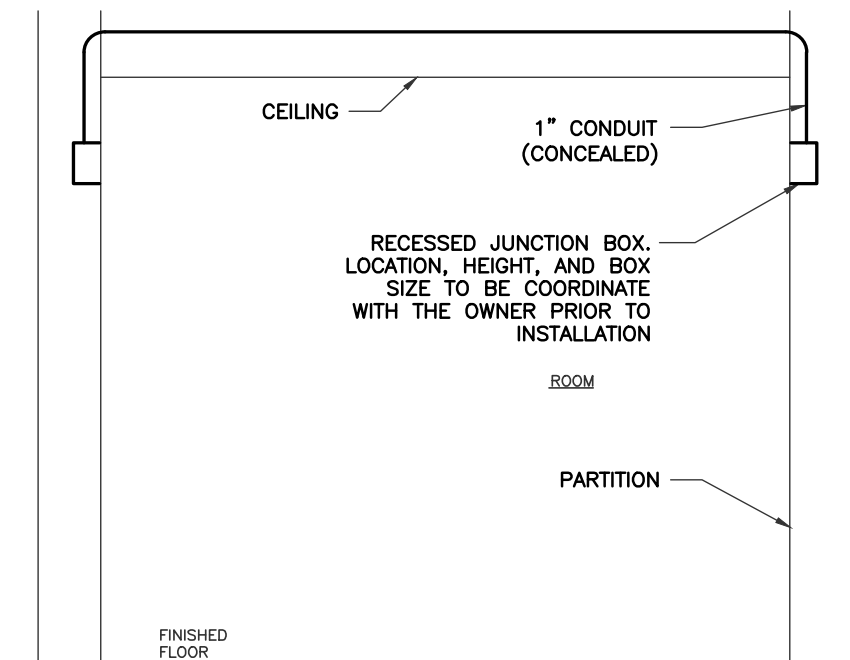 CEILING
1" CONDUIT
(CONCEALED)
RECESSED JUNCTION BOX.
LOCATION, HEIGHT, AND BOX
SIZE TO BE COORDINATE
WITH THE OWNER PRIOR TO
INSTALLATION
ROOM
PARTITION
FINISHED
FLOOR